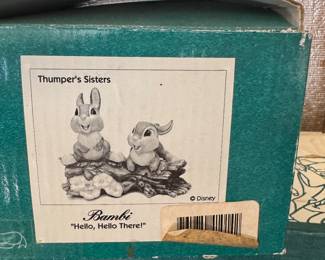 Thumper's Sisters
© Disney
Bambi
"Hello, Hello There!"